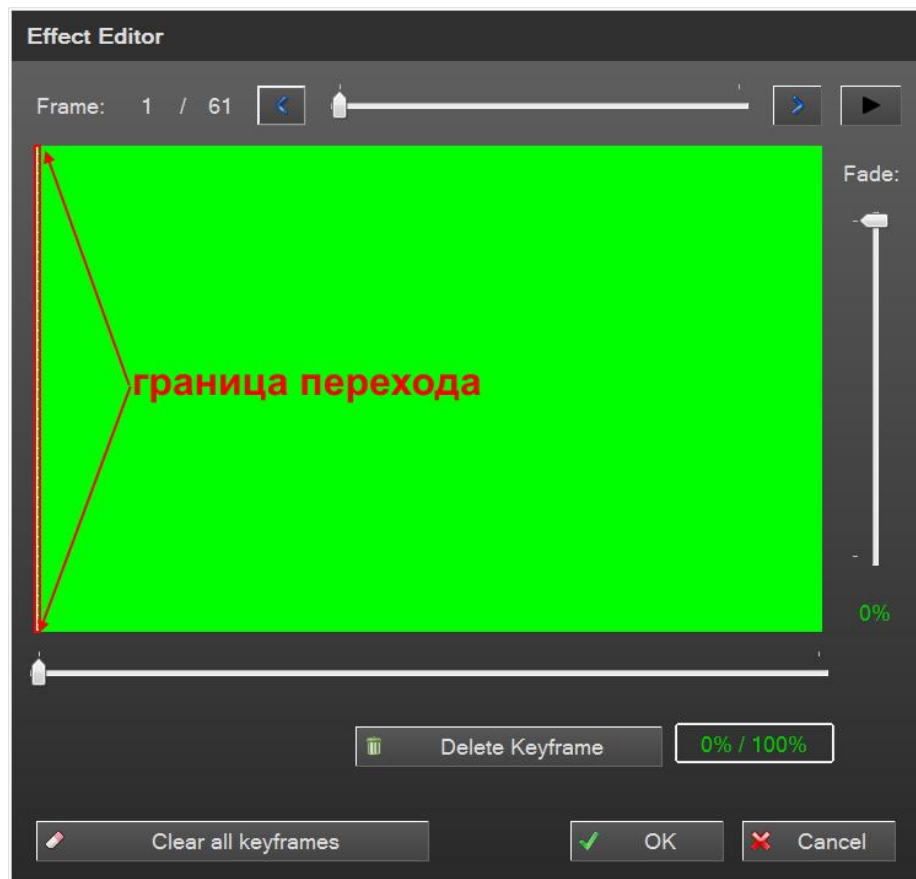 Effect Editor
Frame: 1 / 61
Fade:
граница перехода
0%
Delete Keyframe 0% / 100%
Clear all keyframes OK Cancel